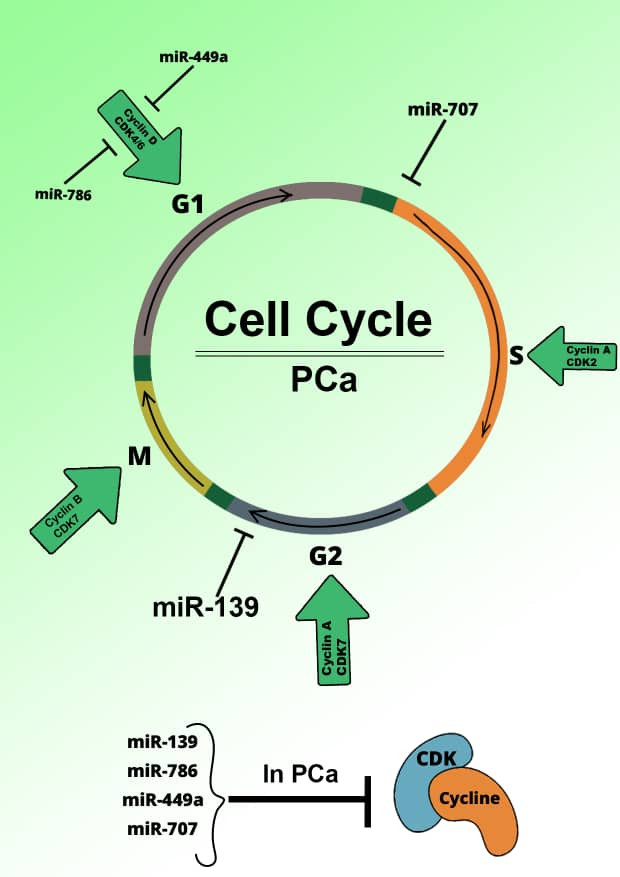 miR-449a
Cyclin D
CDK4/6
miR-786
miR-707
G1
Cell Cycle
PCa
S
Cyclin A
CDK2
M
Cyclin B
CDK7
G2
miR-139
Cyclin A
CDK7
miR-139
miR-786
miR-449a
miR-707
In PCa
CDK
Cycline